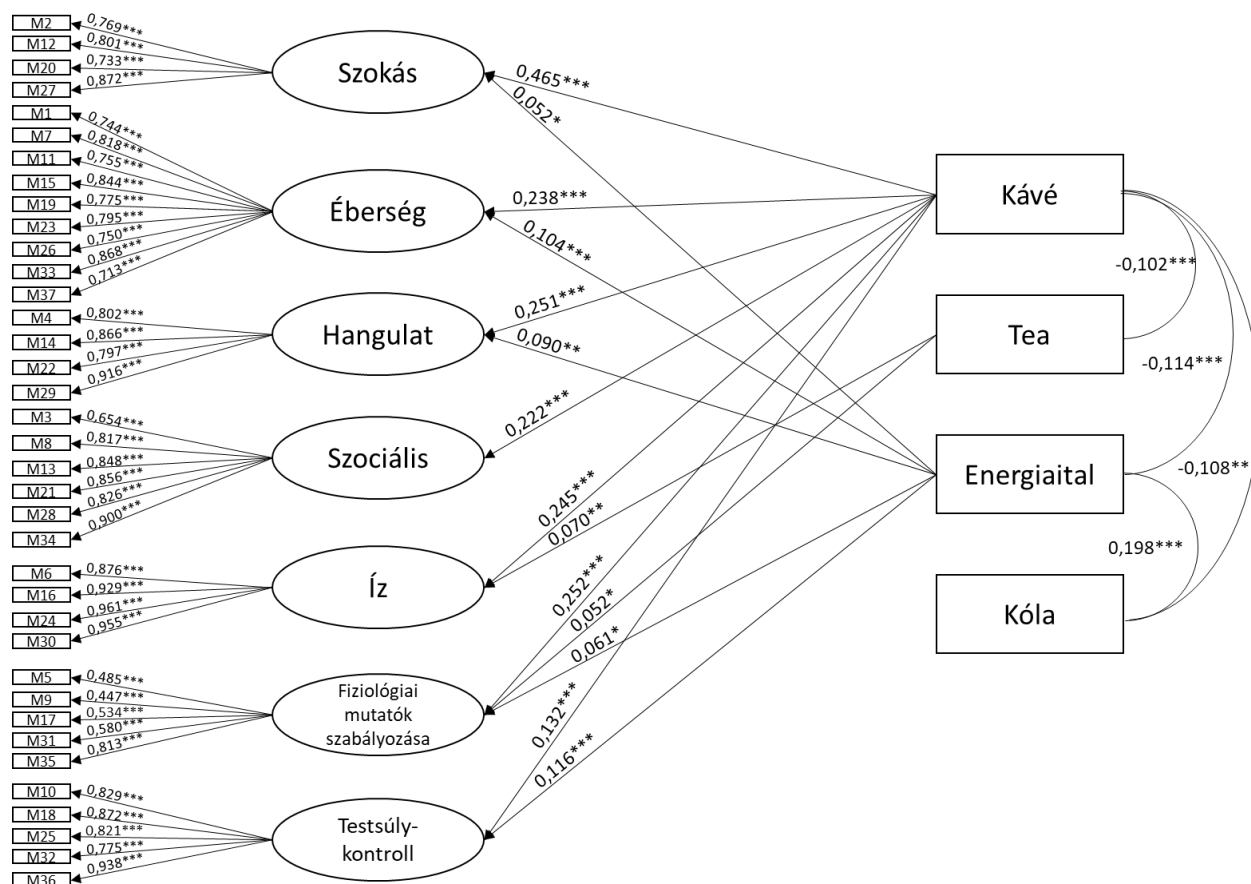 M2
0,769***
M12
0,801***
M20
0,733***
M27
0,872***
Szokás
M1
0,744***
M7
0,818***
M11
0,755***
M15
0,844***
M19
0,775***
M23
0,795***
M26
0,750***
M33
0,868***
M37
0,713***
Éberség
M4
0,802***
M14
0,866***
M22
0,797***
M29
0,916***
Hangulat
M3
0,654***
M8
0,817***
M13
0,848***
M21
0,856***
M28
0,826***
M34
0,900***
Szociális
M6
0,876***
M16
0,929***
M24
0,961***
M30
0,955***
Íz
M5
0,485***
M9
0,447***
M17
0,534***
M31
0,580***
M35
0,813***
Fiziológiai
mutatók
szabályozása
M10
0,829***
M18
0,872***
M25
0,821***
M32
0,775***
M36
0,938***
Testsúly-
kontroll
0,465***
0,052*
0,238***
0,104***
0,251***
0,090**
0,222***
0,245***
0,070**
0,252***
0,052*
0,061*
0,132***
0,116***
Kávé
Tea
Energiaital
Kóla
-0,102***
-0,114***
-0,108**
0,198***